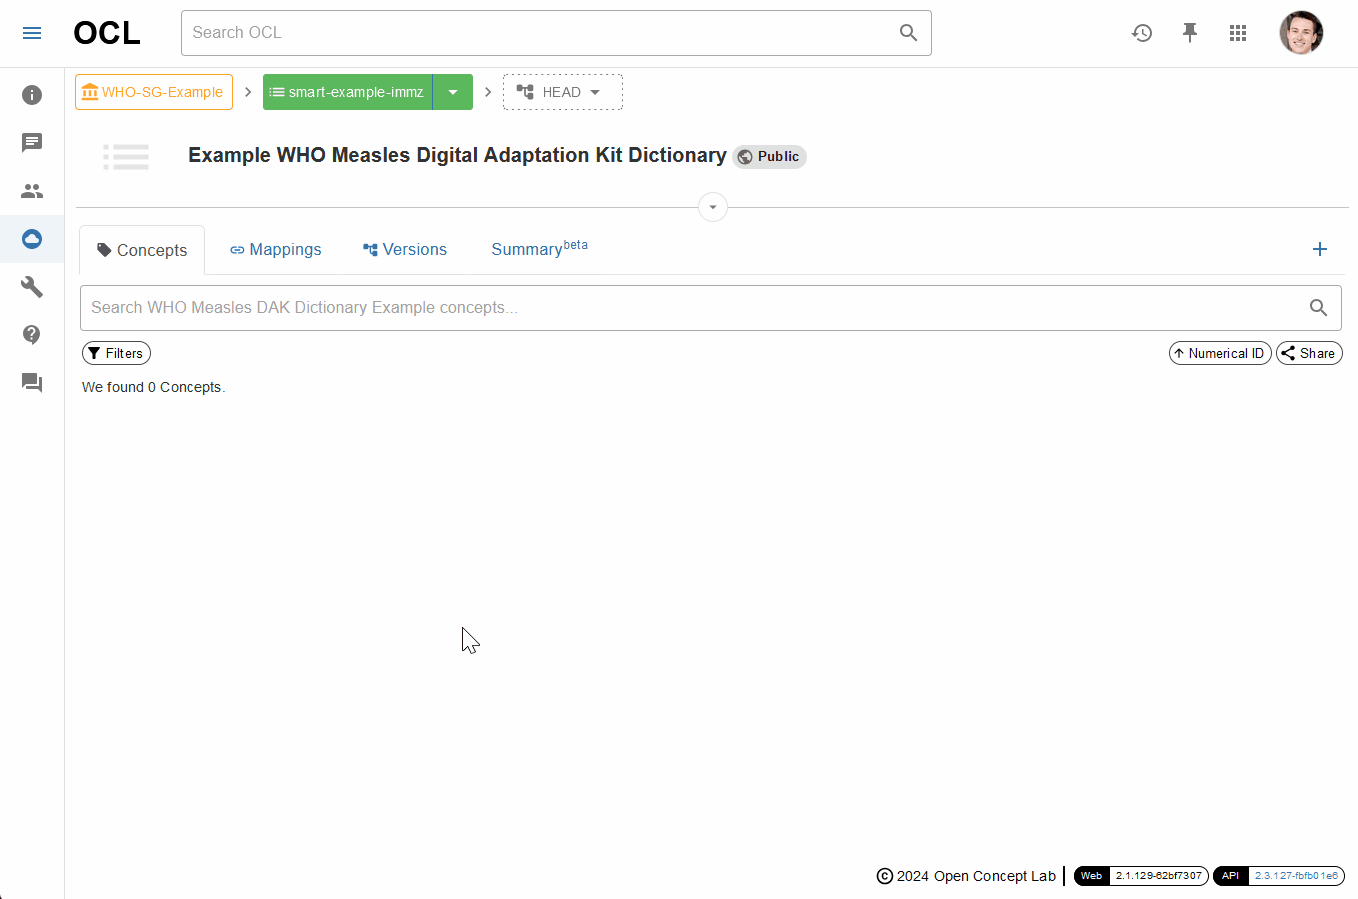 OCL
Search OCL
WHO-SG-Example
smart-example-immz
HEAD
Example WHO Measles Digital Adaptation Kit Dictionary
Public
Concepts
Mappings
Versions
Summarybeta
Search WHO Measles DAK Dictionary Example concepts...
Filters
Numerical ID
Share
We found 0 Concepts.
© 2024 Open Concept Lab
Web 2.1.129-62bf7307
API 2.3.127-fbfb01e6